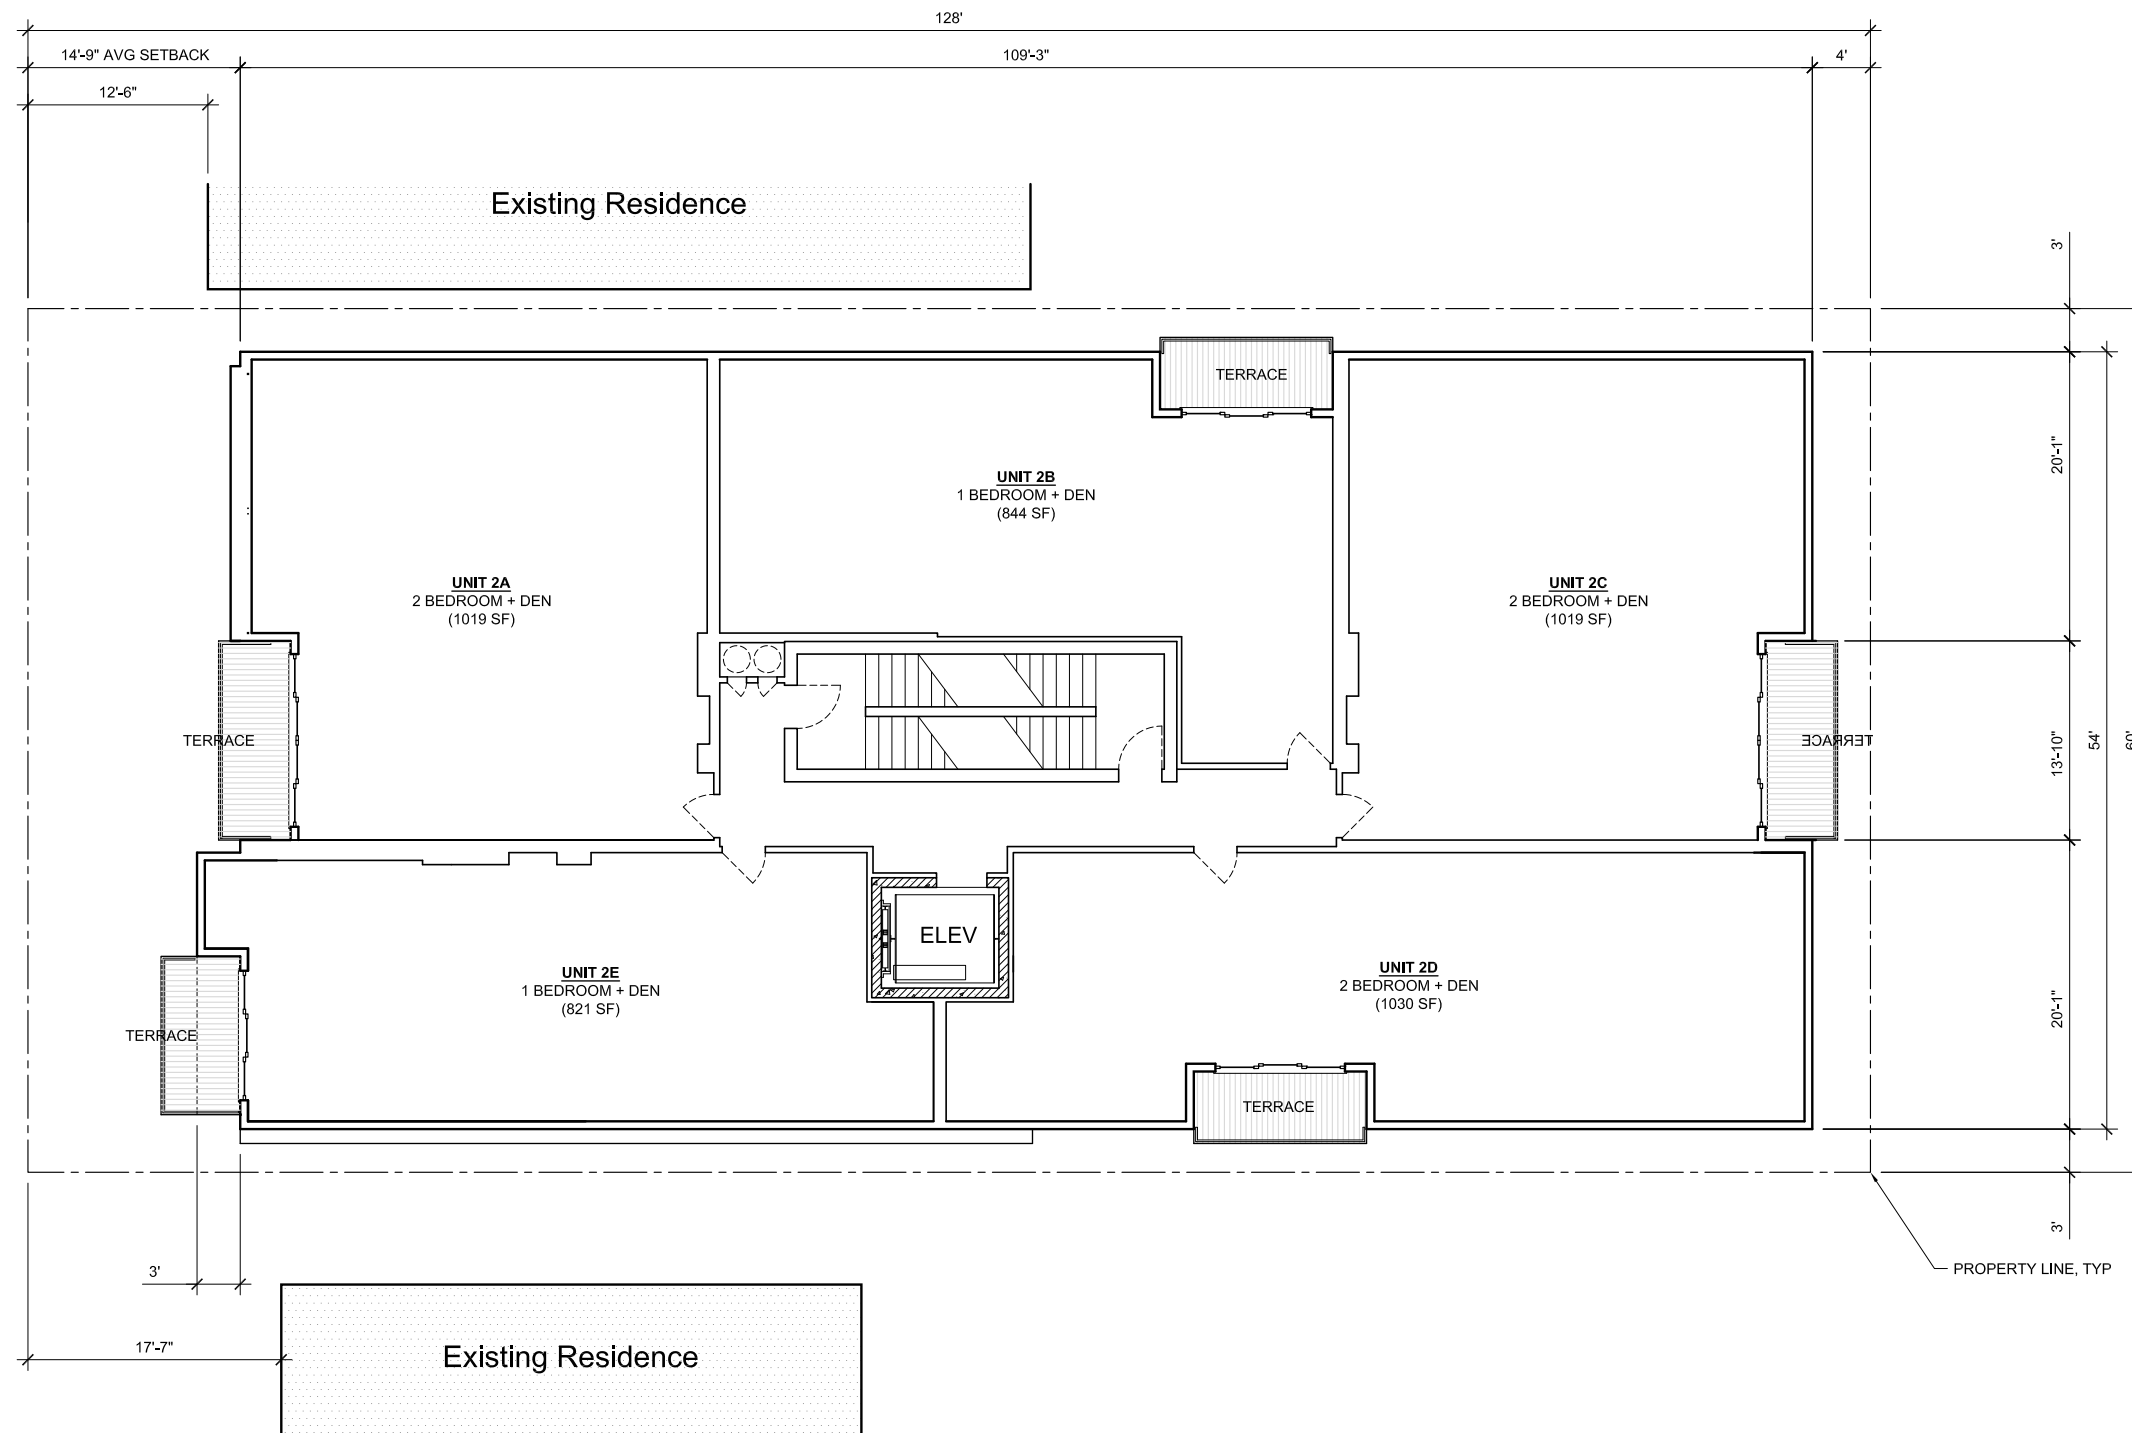 128'
14'-9" AVG SETBACK
109'-3"
4'
12'-6"
Existing Residence
3'
TERRACE
20'-1"
UNIT 2B
1 BEDROOM + DEN
(844 SF)
UNIT 2A
2 BEDROOM + DEN
(1019 SF)
UNIT 2C
2 BEDROOM + DEN
(1019 SF)
TERRACE
TERRACE
13'-10"
54'
60'
ELEV
UNIT 2E
1 BEDROOM + DEN
(821 SF)
UNIT 2D
2 BEDROOM + DEN
(1030 SF)
20'-1"
TERRACE
TERRACE
3'
3'
PROPERTY LINE, TYP
17'-7"
Existing Residence